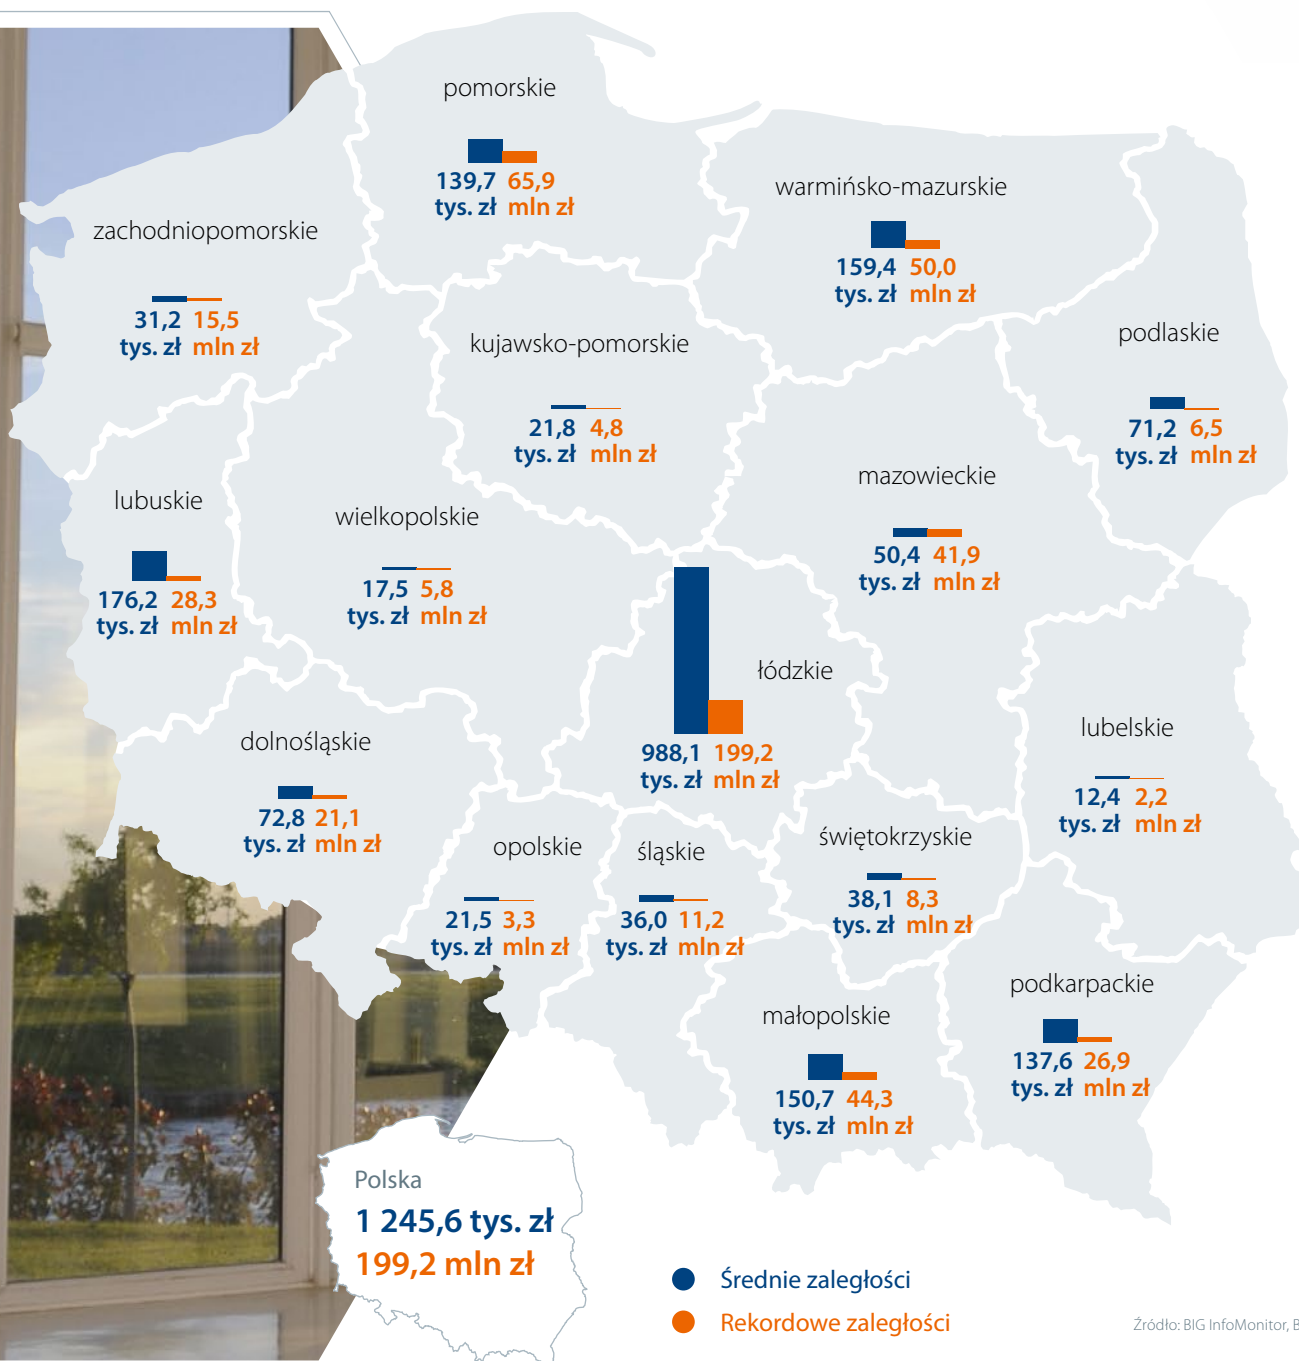 pomorskie
139,7 65,9
tys. zł mln zł
warmińsko-mazurskie
159,4 50,0
tys. zł mln zł
zachodniopomorskie
31,2 15,5
tys. zł mln zł
kujawsko-pomorskie
21,8 4,8
tys. zł mln zł
podlaskie
71,2 6,5
tys. zł mln zł
mazowieckie
50,4 41,9
tys. zł mln zł
lubuskie
176,2 28,3
tys. zł mln zł
wielkopolskie
17,5 5,8
tys. zł mln zł
łódzkie
988,1 199,2
tys. zł mln zł
lubelskie
12,4 2,2
tys. zł mln zł
dolnośląskie
72,8 21,1
tys. zł mln zł
opolskie
21,5 3,3
tys. zł mln zł
śląskie
36,0 11,2
tys. zł mln zł
świętokrzyskie
38,1 8,3
tys. zł mln zł
podkarpackie
137,6 26,9
tys. zł mln zł
małopolskie
150,7 44,3
tys. zł mln zł
Polska
1 245,6 tys. zł
199,2 mln zł
Średnie zaległości
Rekordowe zaległości
Źródło: BIG InfoMonitor, B